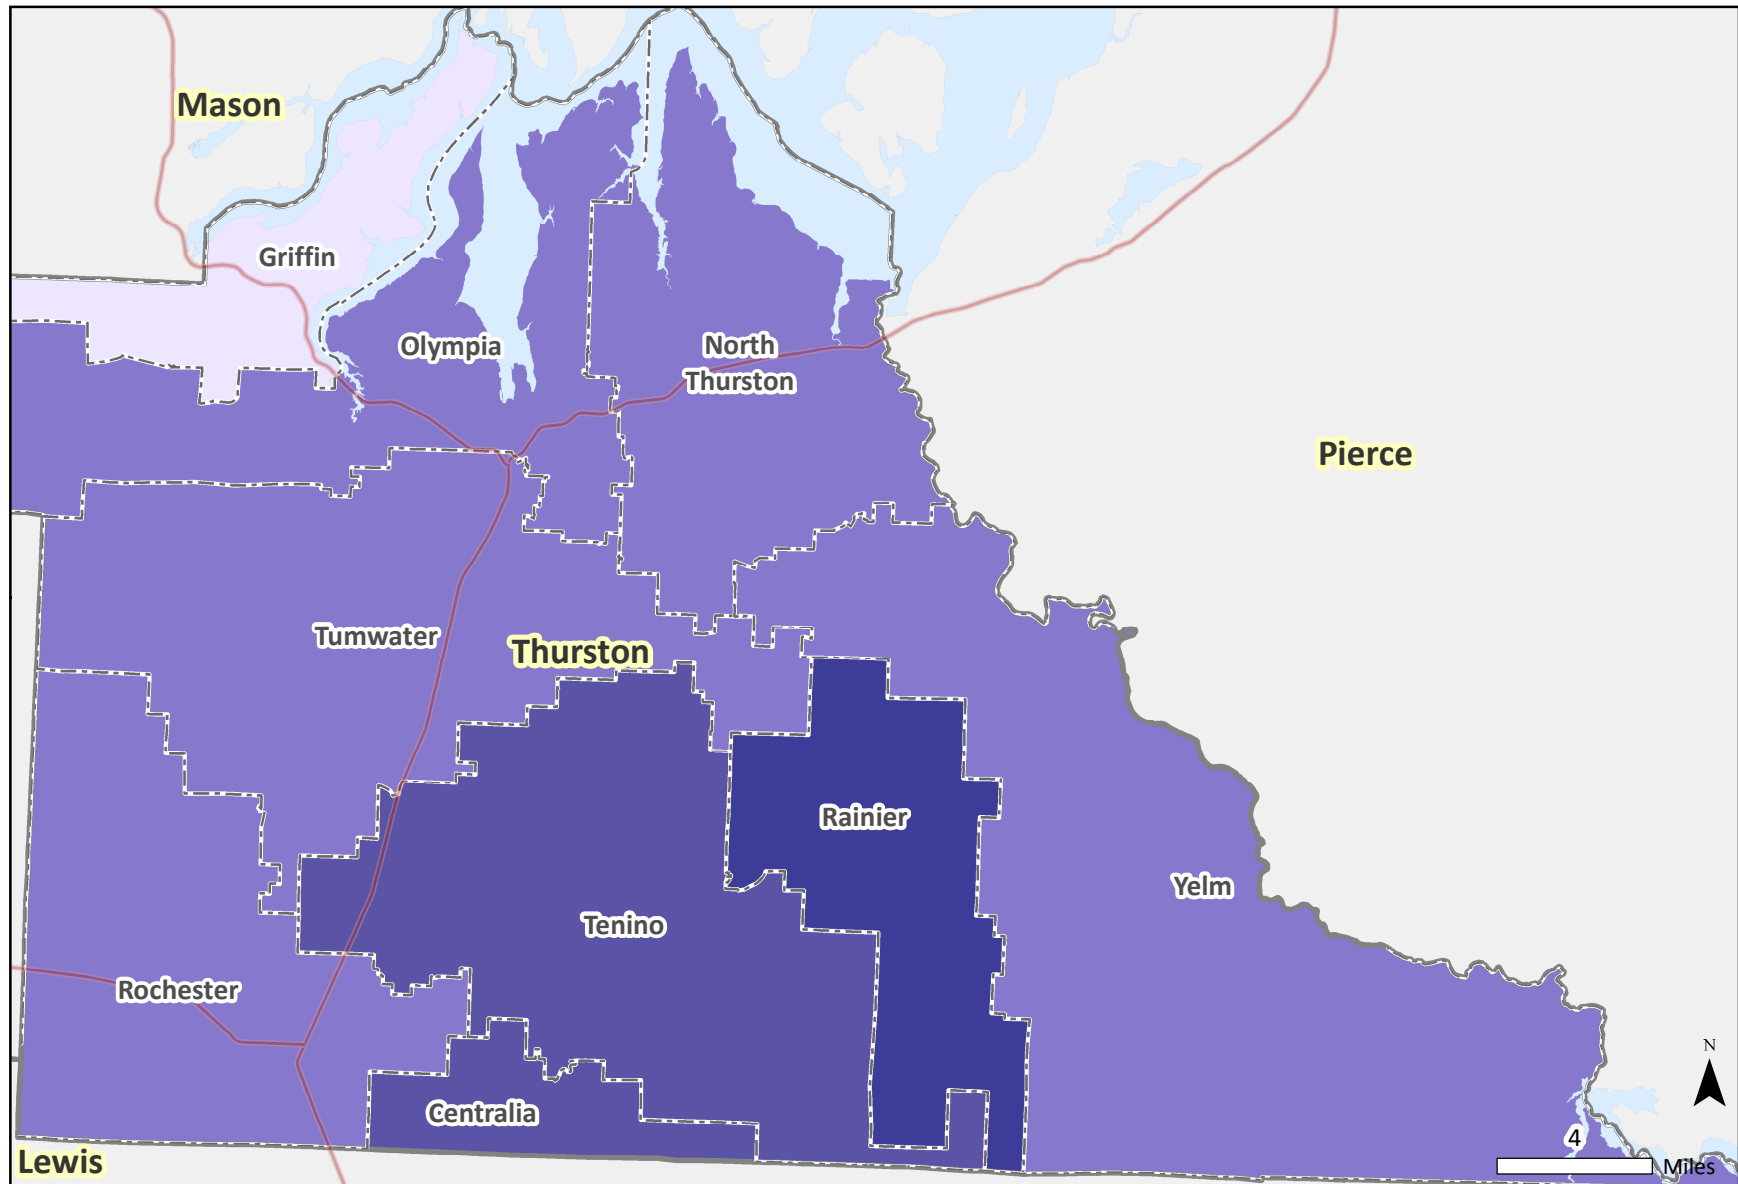 Mason
Griffin
Olympia
North
Thurston
Pierce
Tumwater
Thurston
Rainier
Yelm
Tenino
Rochester
Centralia
N
4
Miles
Lewis